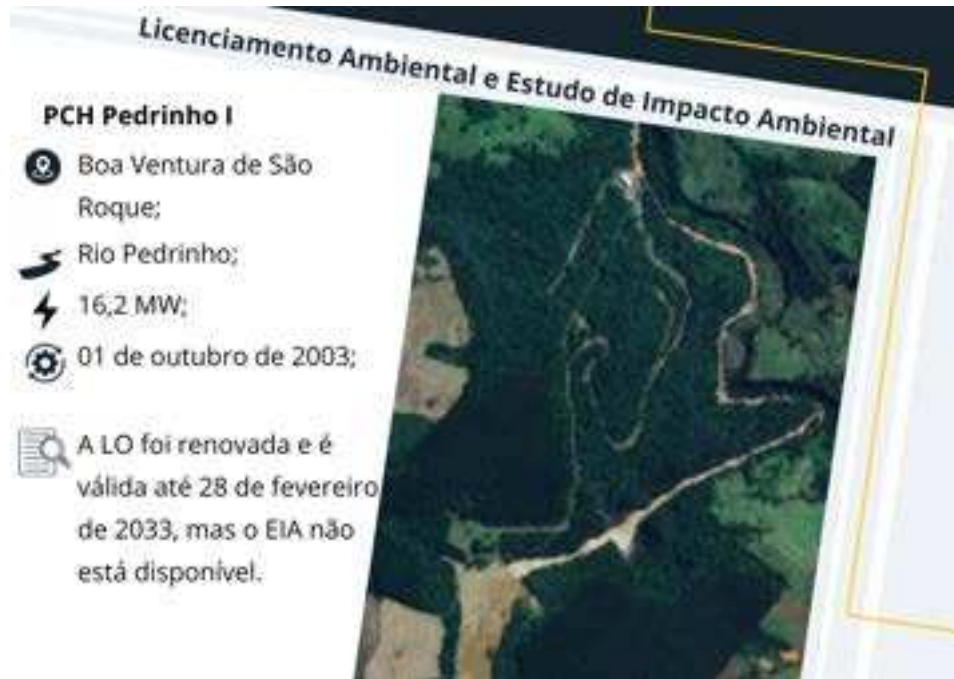 Licenciamento Ambiental e Estudo de Impacto Ambiental
PCH Pedrinho I
Boa Ventura de São
Roque;
Rio Pedrinho;
16,2 MW;
01 de outubro de 2003;
A LO foi renovada e é
válida até 28 de fevereiro
de 2033, mas o EIA não
está disponível.